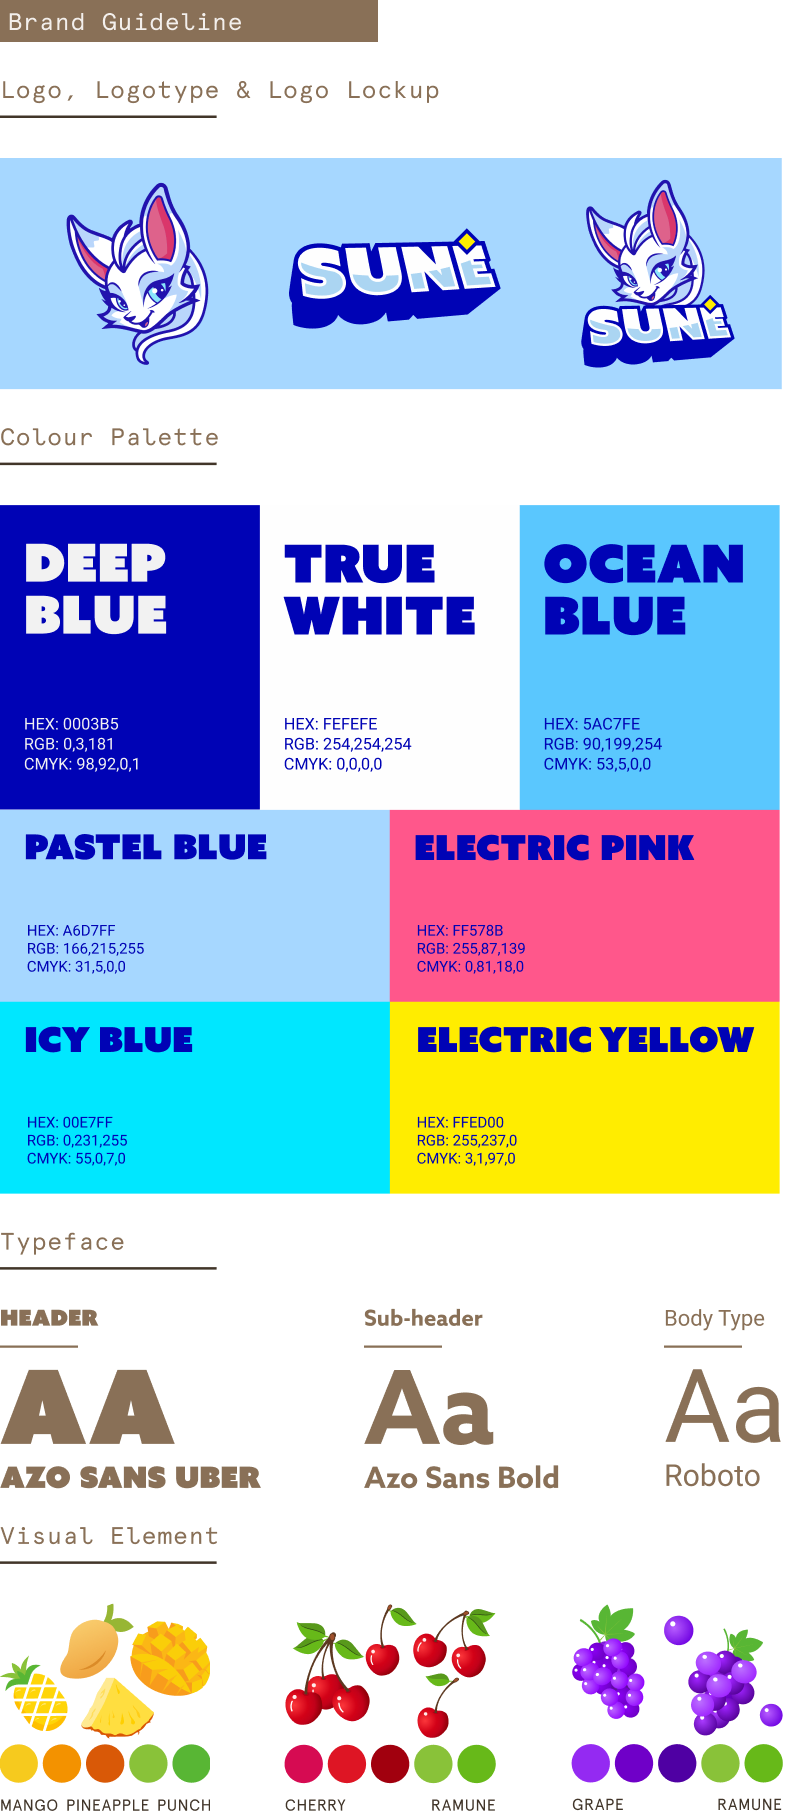 Brand Guideline
Logo, Logotype & Logo Lockup
SUNE
SUNE
Colour Palette
DEEP
BLUE
HEX: 0003B5
RGB: 0,3,181
CMYK: 98,92,0,1
TRUE
WHITE
HEX: FEFEFE
RGB: 254,254,254
CMYK: 0,0,0,0
OCEAN
BLUE
HEX: 5AC7FE
RGB: 90,199,254
CMYK: 53,5,0,0
PASTEL BLUE
HEX: A6D7FF
RGB: 166,215,255
CMYK: 31,5,0,0
ELECTRIC PINK
HEX: FF578B
RGB: 255,87,139
CMYK: 0,81,18,0
ICY BLUE
HEX: 00E7FF
RGB: 0,231,255
CMYK: 55,0,7,0
ELECTRIC YELLOW
HEX: FFED00
RGB: 255,237,0
CMYK: 3,1,97,0
Typeface
HEADER
AA
AZO SANS UBER
Sub-header
Aa
Azo Sans Bold
Body Type
Aa
Roboto
Visual Element
MANGO PINEAPPLE PUNCH
CHERRY RAMUNE
GRAPE RAMUNE